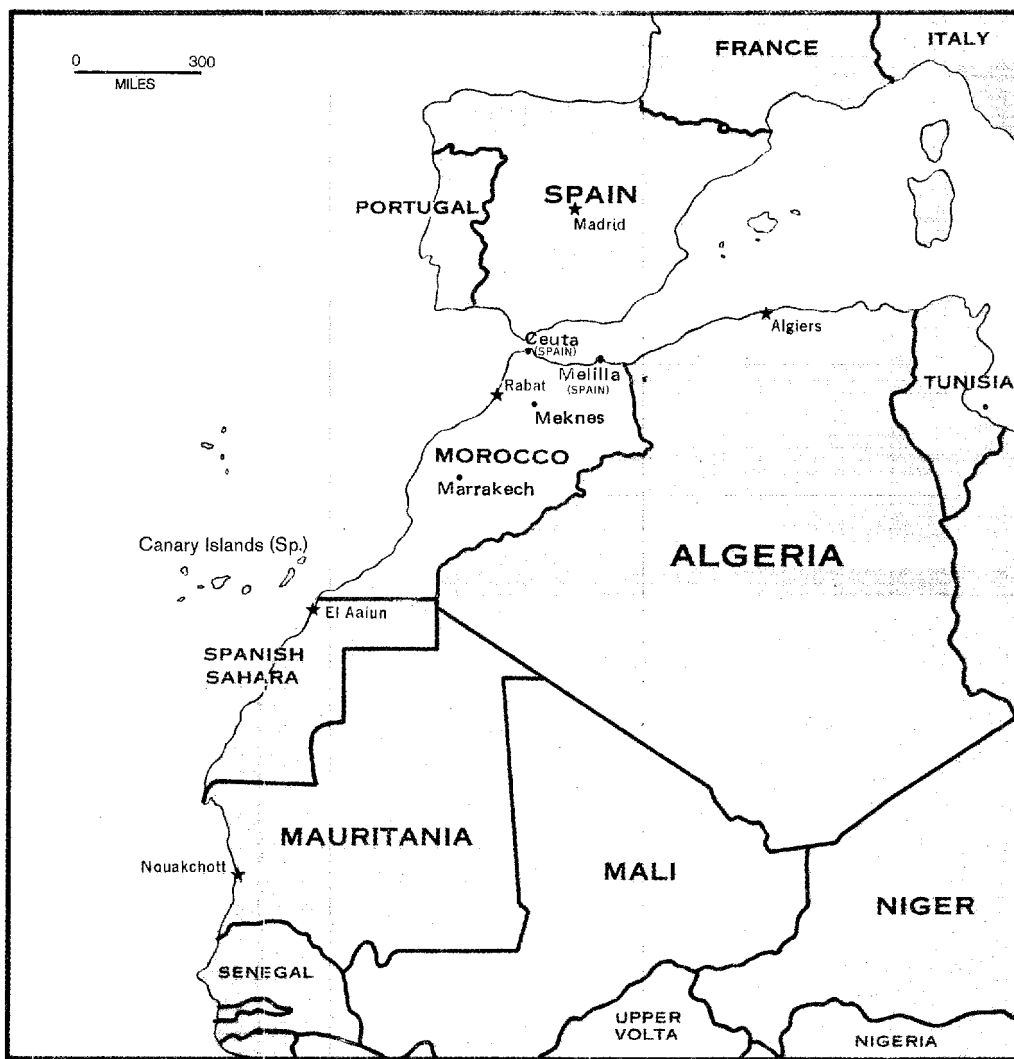 FRANCE
ITALY
0 300
MILES
SPAIN
PORTUGAL
Madrid
Algiers
Ceuta
(SPAIN)
Melilla
(SPAIN)
Rabat
Meknes
TUNISIA
MOROCCO
Marrakech
Canary Islands (Sp.)
ALGERIA
El Aaiun
SPANISH
SAHARA
MAURITANIA
Nouakchott
MALI
NIGER
SENEGAL
UPPER
VOLTA
NIGERIA